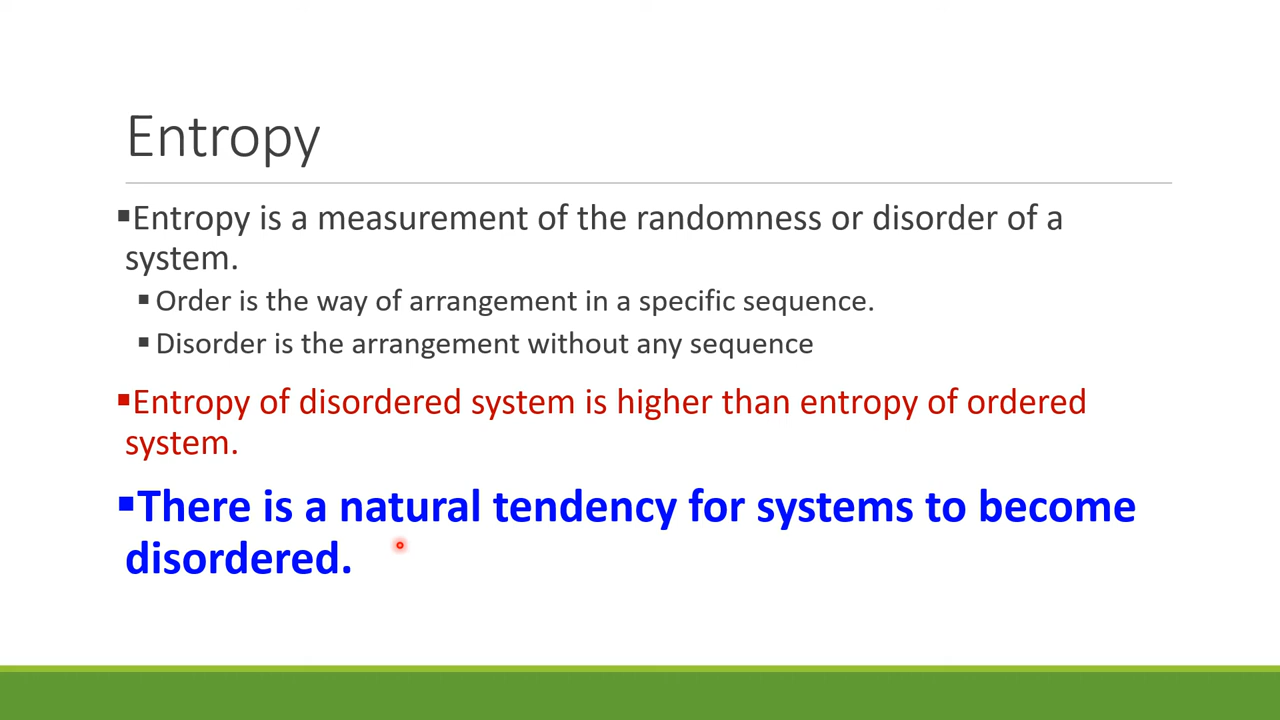 Entropy
▪Entropy is a measurement of the randomness or disorder of a
system.
▪Order is the way of arrangement in a specific sequence.
▪Disorder is the arrangement without any sequence
▪Entropy of disordered system is higher than entropy of ordered
system.
▪There is a natural tendency for systems to become
disordered.